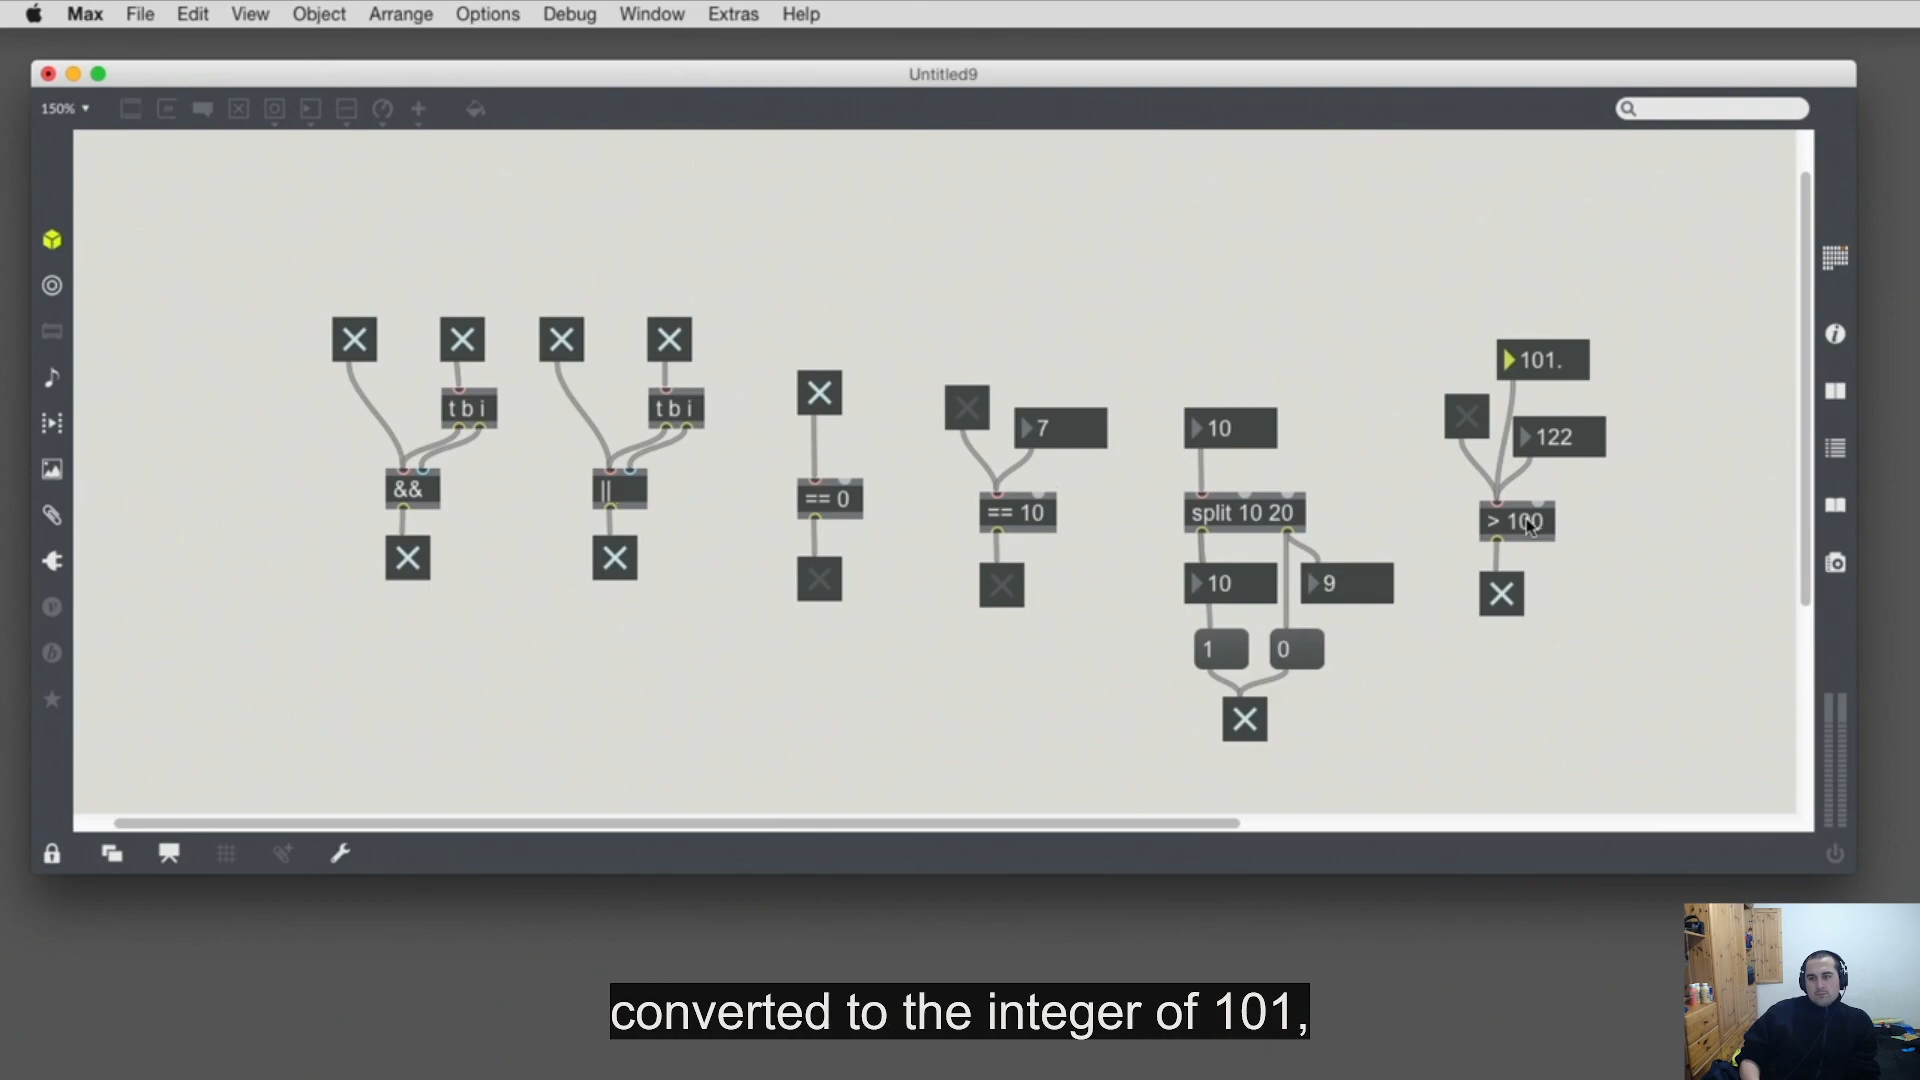 Max File Edit View Object Arrange Options Debug Window Extras Help
Untitled9
150%
101.
t b i
t b i
7
10
122
&&
||
== 0
== 10
split 10 20
> 100
10
9
1
0
converted to the integer of 101,